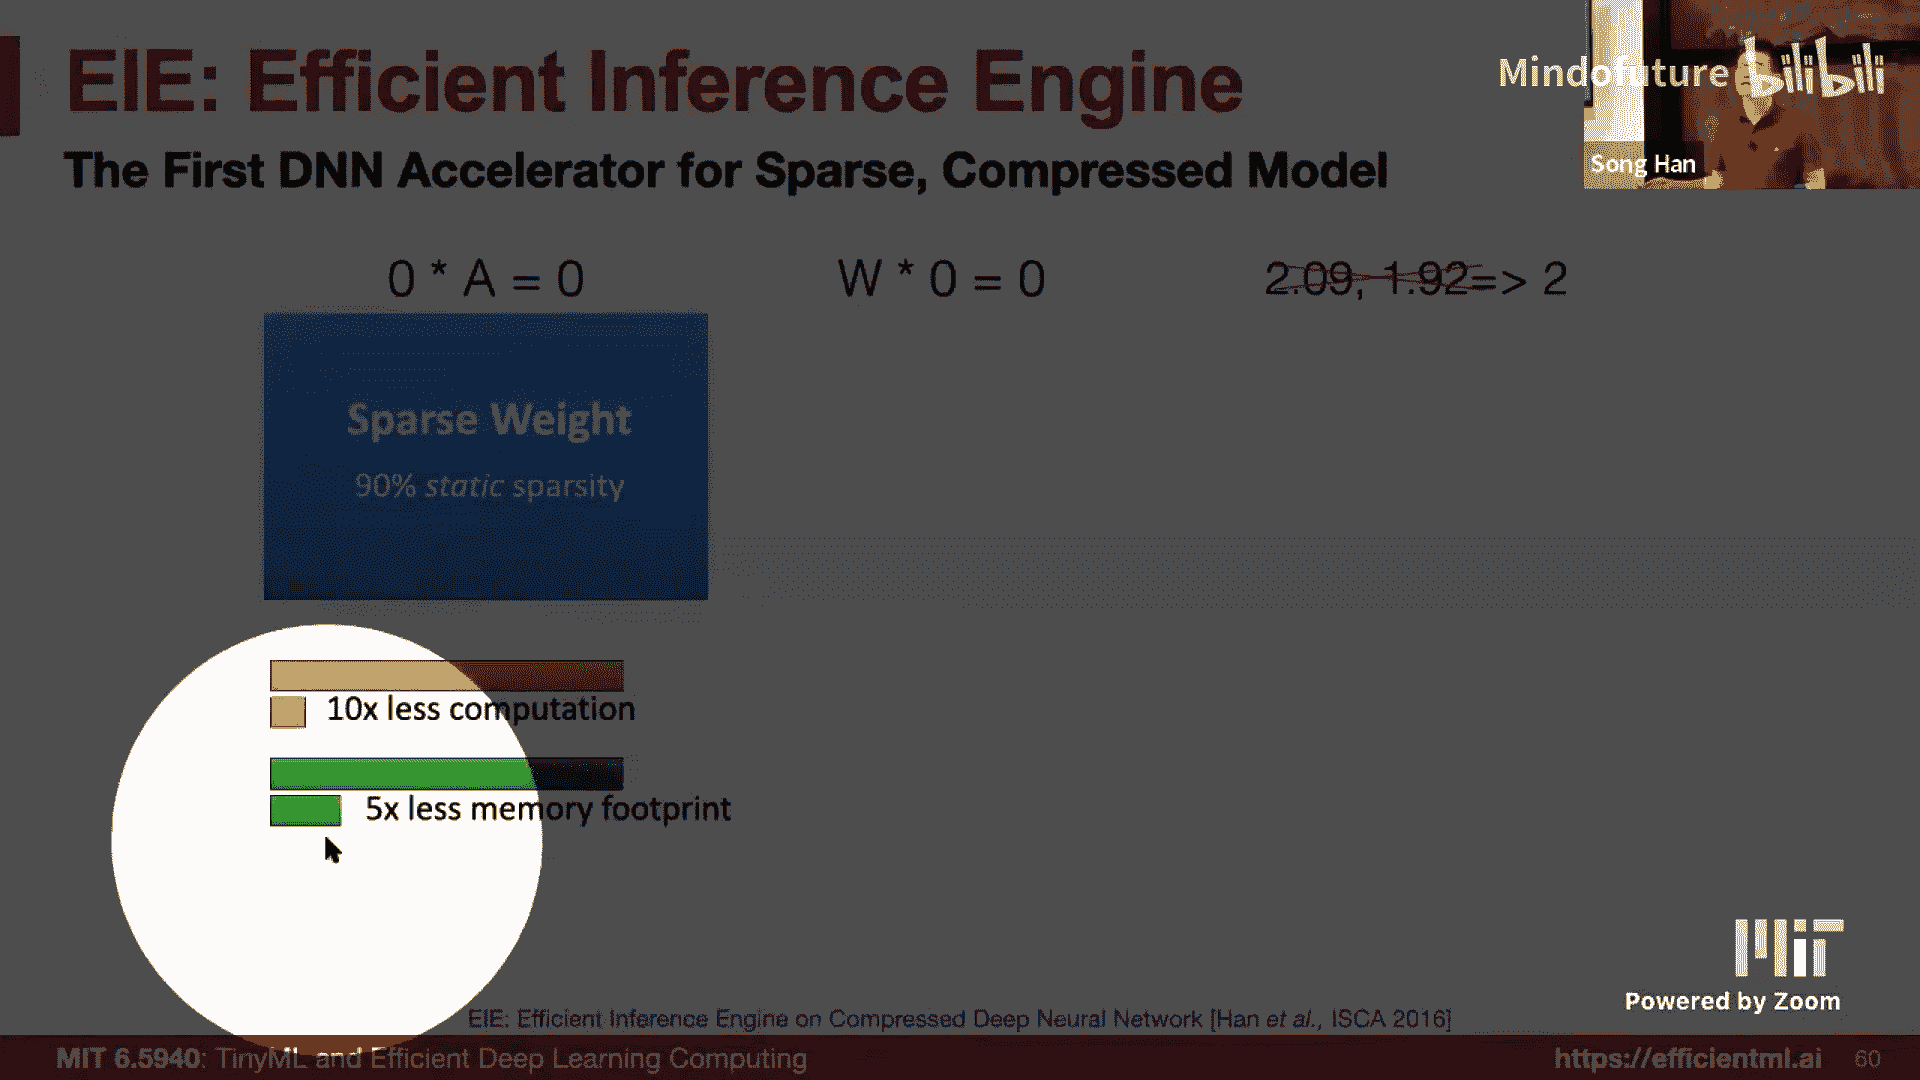 EIE: Efficient Inference Engine
Mindofuture bilibili
The First DNN Accelerator for Sparse, Compressed Model
Song Han
0 * A = 0
W * 0 = 0
2.09, 1.92=> 2
Sparse Weight
90% static sparsity
10x less computation
5x less memory footprint
MIT
Powered by Zoom
EIE: Efficient Inference Engine on Compressed Deep Neural Network [Han et al., ISCA 2016]
MIT 6.5940: TinyML and Efficient Deep Learning Computing
https://efficientml.ai
60